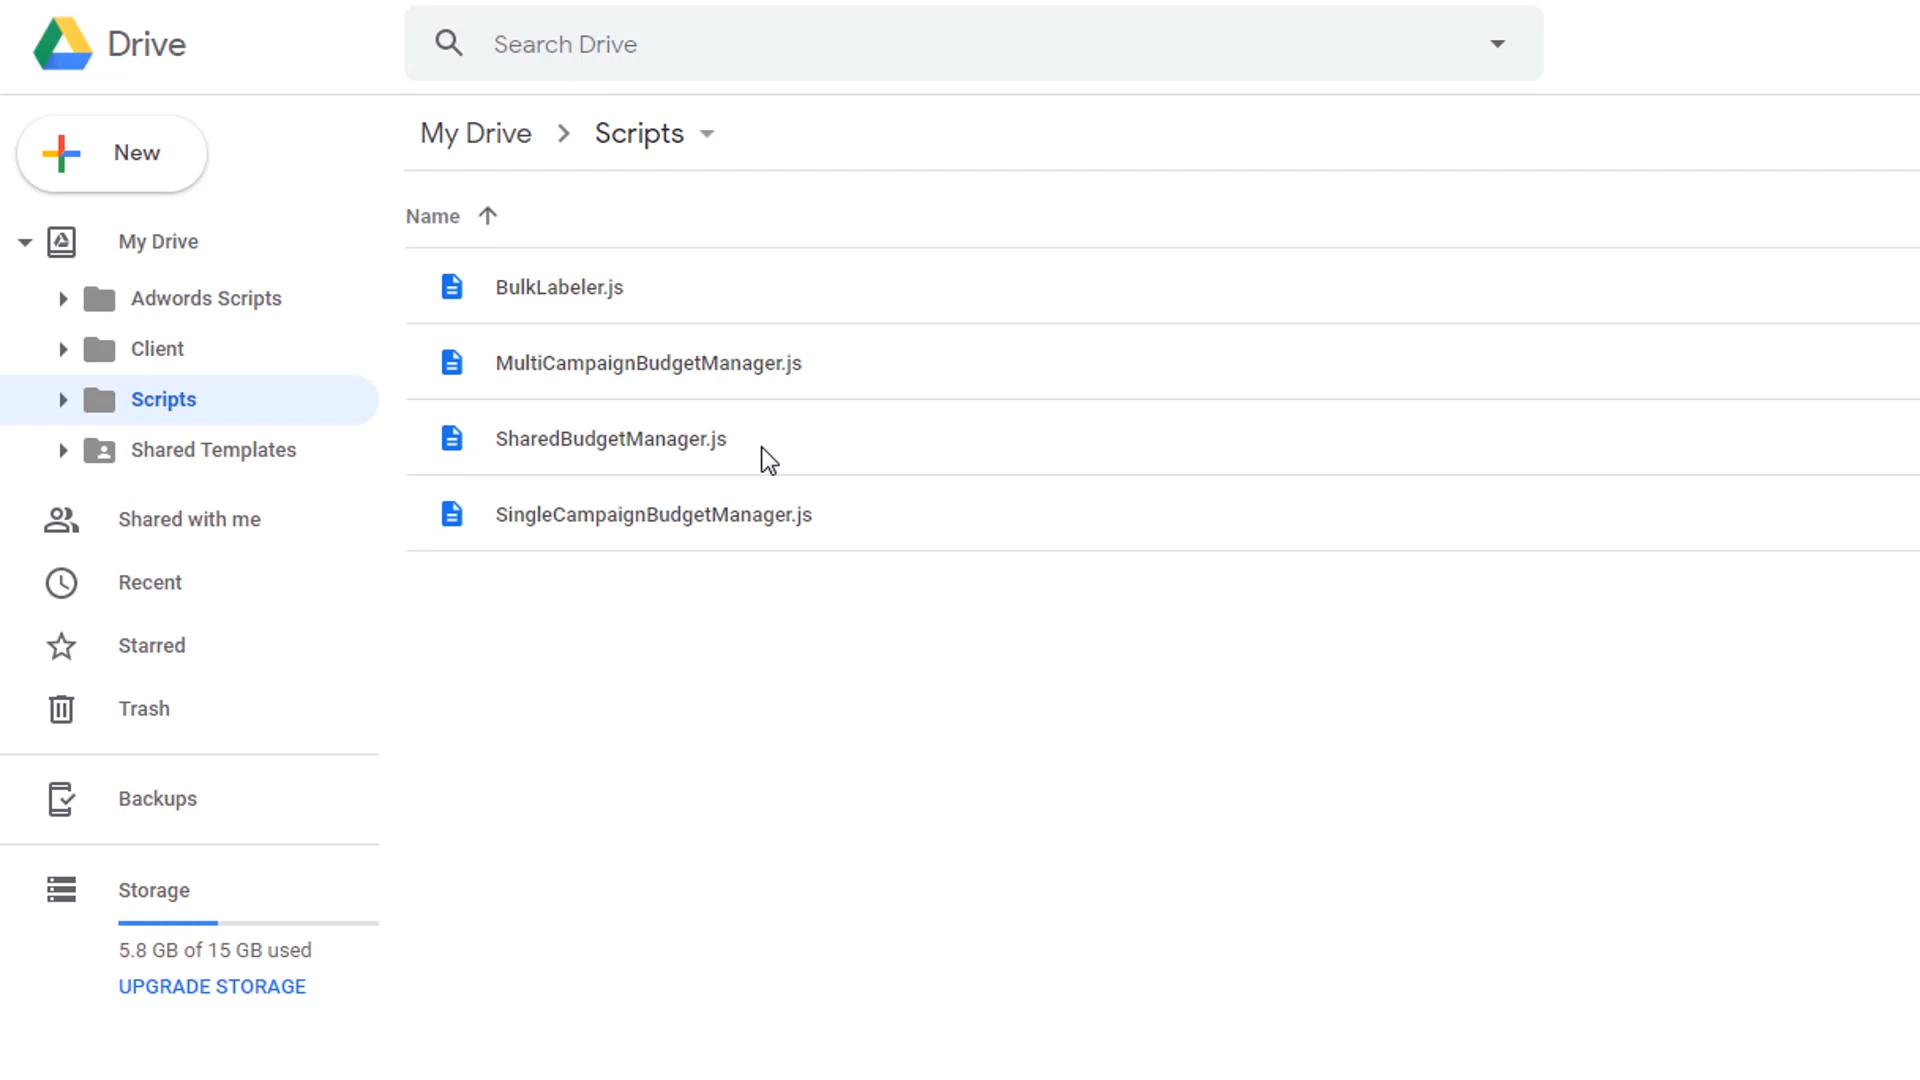 Drive
Search Drive
New
My Drive
Adwords Scripts
Client
Scripts
Shared Templates
Shared with me
Recent
Starred
Trash
Backups
Storage
5.8 GB of 15 GB used
UPGRADE STORAGE
My Drive > Scripts
Name
BulkLabeler.js
MultiCampaignBudgetManager.js
SharedBudgetManager.js
SingleCampaignBudgetManager.js